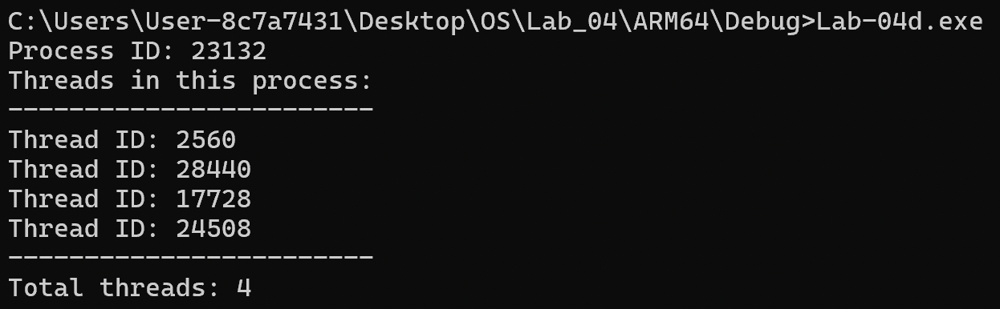 C:\Users\User-8c7a7431\Desktop\OS\Lab_04\ARM64\Debug>Lab-04d.exe
Process ID: 23132
Threads in this process:
------------------------
Thread ID: 2560
Thread ID: 28440
Thread ID: 17728
Thread ID: 24508
------------------------
Total threads: 4